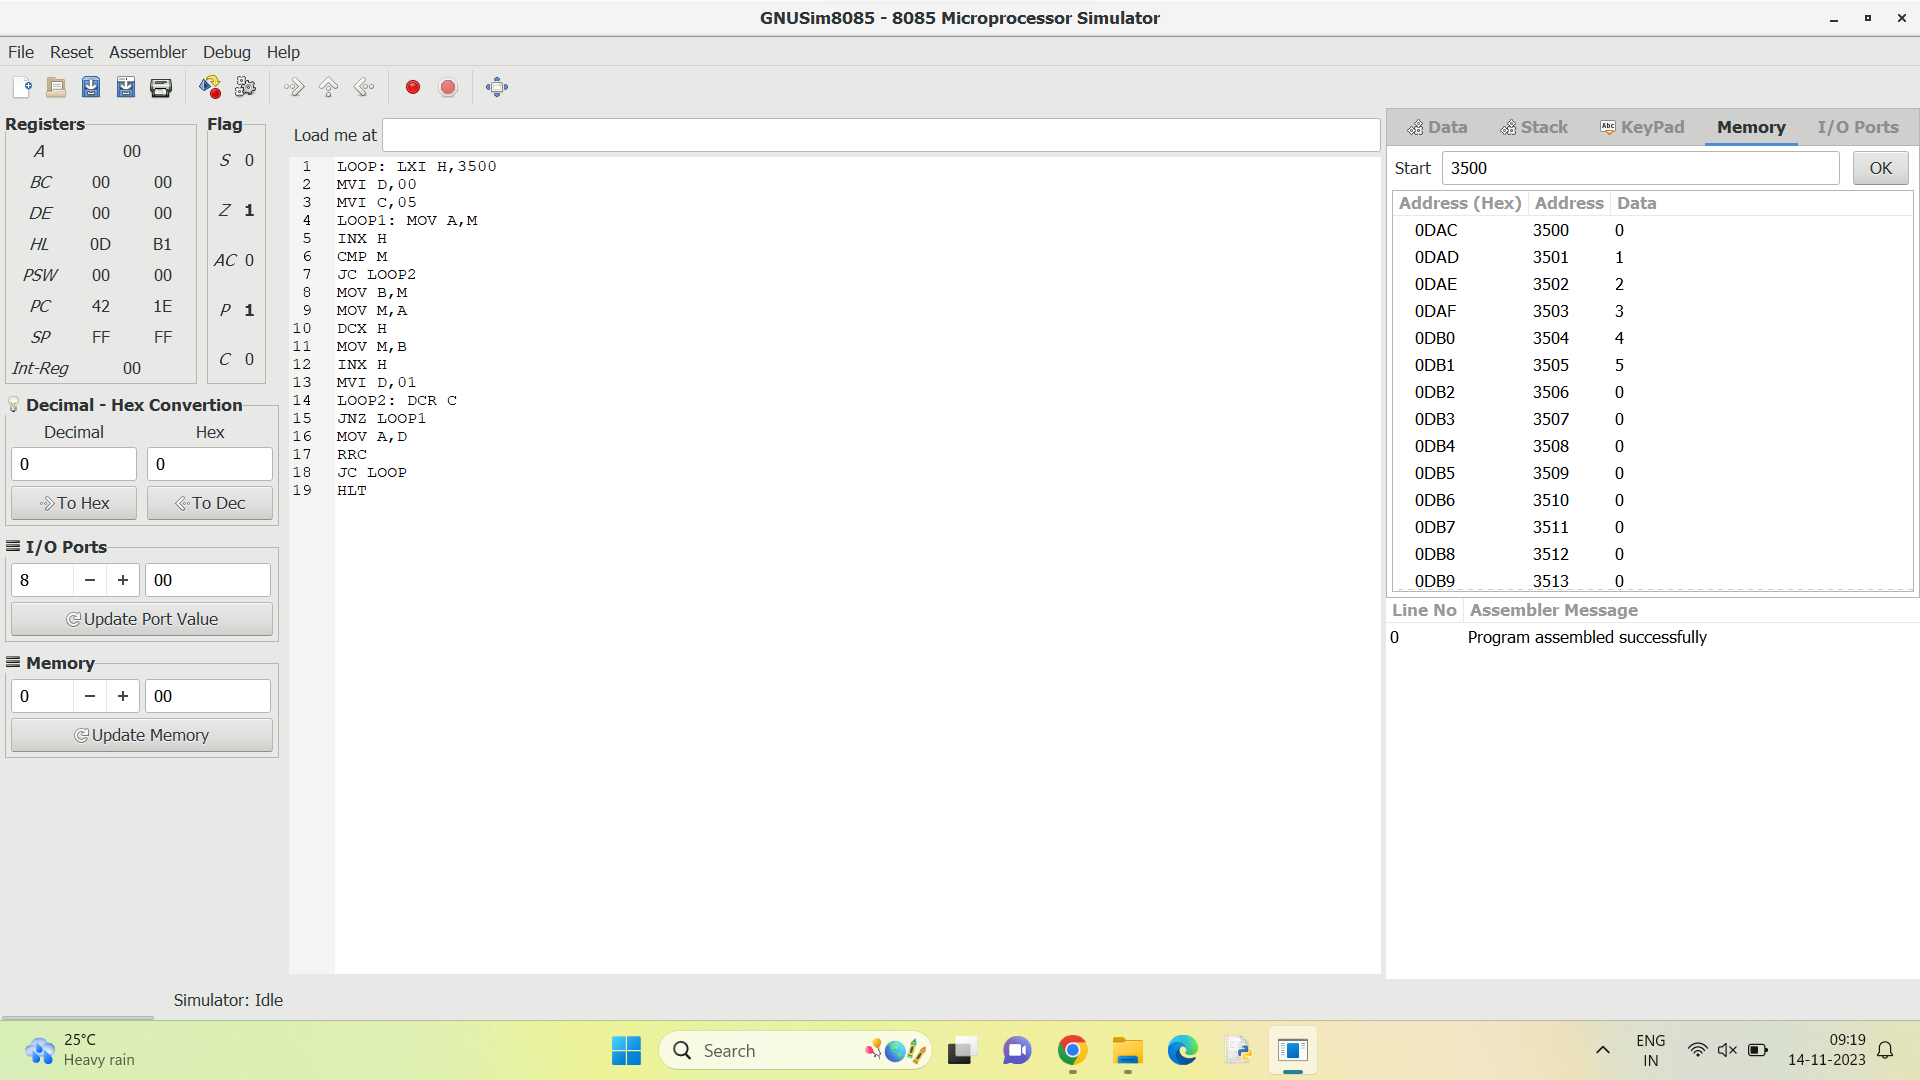 GNUSim8085 - 8085 Microprocessor Simulator
File Reset Assembler Debug Help
Registers
A 00
BC 00 00
DE 00 00
HL 0D B1
PSW 00 00
PC 42 1E
SP FF FF
Int-Reg 00
Flag
S 0
Z 1
AC 0
P 1
C 0
Decimal - Hex Convertion
Decimal Hex
0 0
To Hex To Dec
I/O Ports
8 − + 00
Update Port Value
Memory
0 − + 00
Update Memory
Load me at
1 LOOP: LXI H,3500
2 MVI D,00
3 MVI C,05
4 LOOP1: MOV A,M
5 INX H
6 CMP M
7 JC LOOP2
8 MOV B,M
9 MOV M,A
10 DCX H
11 MOV M,B
12 INX H
13 MVI D,01
14 LOOP2: DCR C
15 JNZ LOOP1
16 MOV A,D
17 RRC
18 JC LOOP
19 HLT
Data Stack Abc KeyPad Memory I/O Ports
Start 3500 OK
Address (Hex) Address Data
0DAC 3500 0
0DAD 3501 1
0DAE 3502 2
0DAF 3503 3
0DB0 3504 4
0DB1 3505 5
0DB2 3506 0
0DB3 3507 0
0DB4 3508 0
0DB5 3509 0
0DB6 3510 0
0DB7 3511 0
0DB8 3512 0
0DB9 3513 0
Line No Assembler Message
0 Program assembled successfully
Simulator: Idle
25°C
Heavy rain
Search
ENG
IN
09:19
14-11-2023